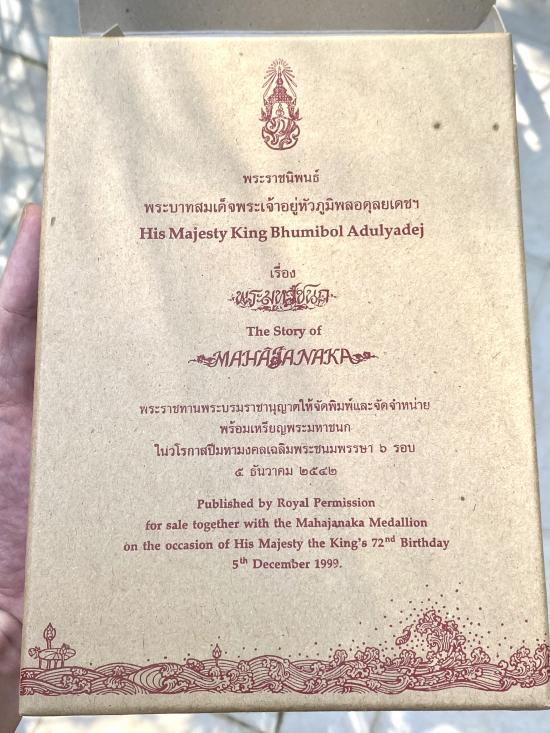 พระราชนิพนธ์
พระบาทสมเด็จพระเจ้าอยู่หัวภูมิพลอดุลยเดชฯ
His Majesty King Bhumibol Adulyadej
เรื่อง
พระมหาชนก
The Story of
MAHAJANAKA
พระราชทานพระบรมราชานุญาตให้จัดพิมพ์และจัดจำหน่าย
พร้อมเหรียญพระมหาชนก
ในวโรกาสปีมหามงคลเฉลิมพระชนมพรรษา ๖ รอบ
๕ ธันวาคม ๒๕๔๒
Published by Royal Permission
for sale together with the Mahajanaka Medallion
on the occasion of His Majesty the King's 72nd Birthday
5th December 1999.